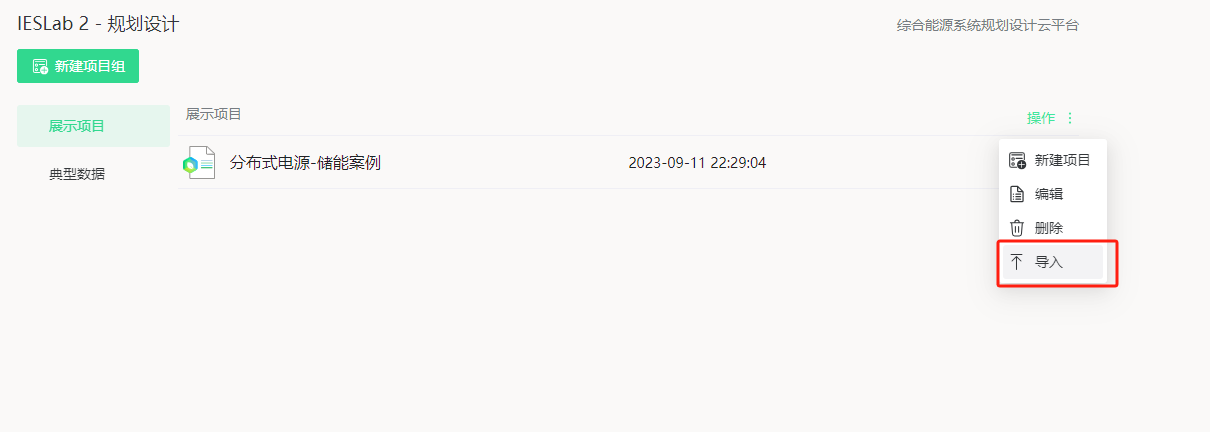 IESLab 2 - 规划设计
综合能源系统规划设计云平台
新建项目组
展示项目
典型数据
展示项目
操作
分布式电源-储能案例
2023-09-11 22:29:04
新建项目
编辑
删除
导入